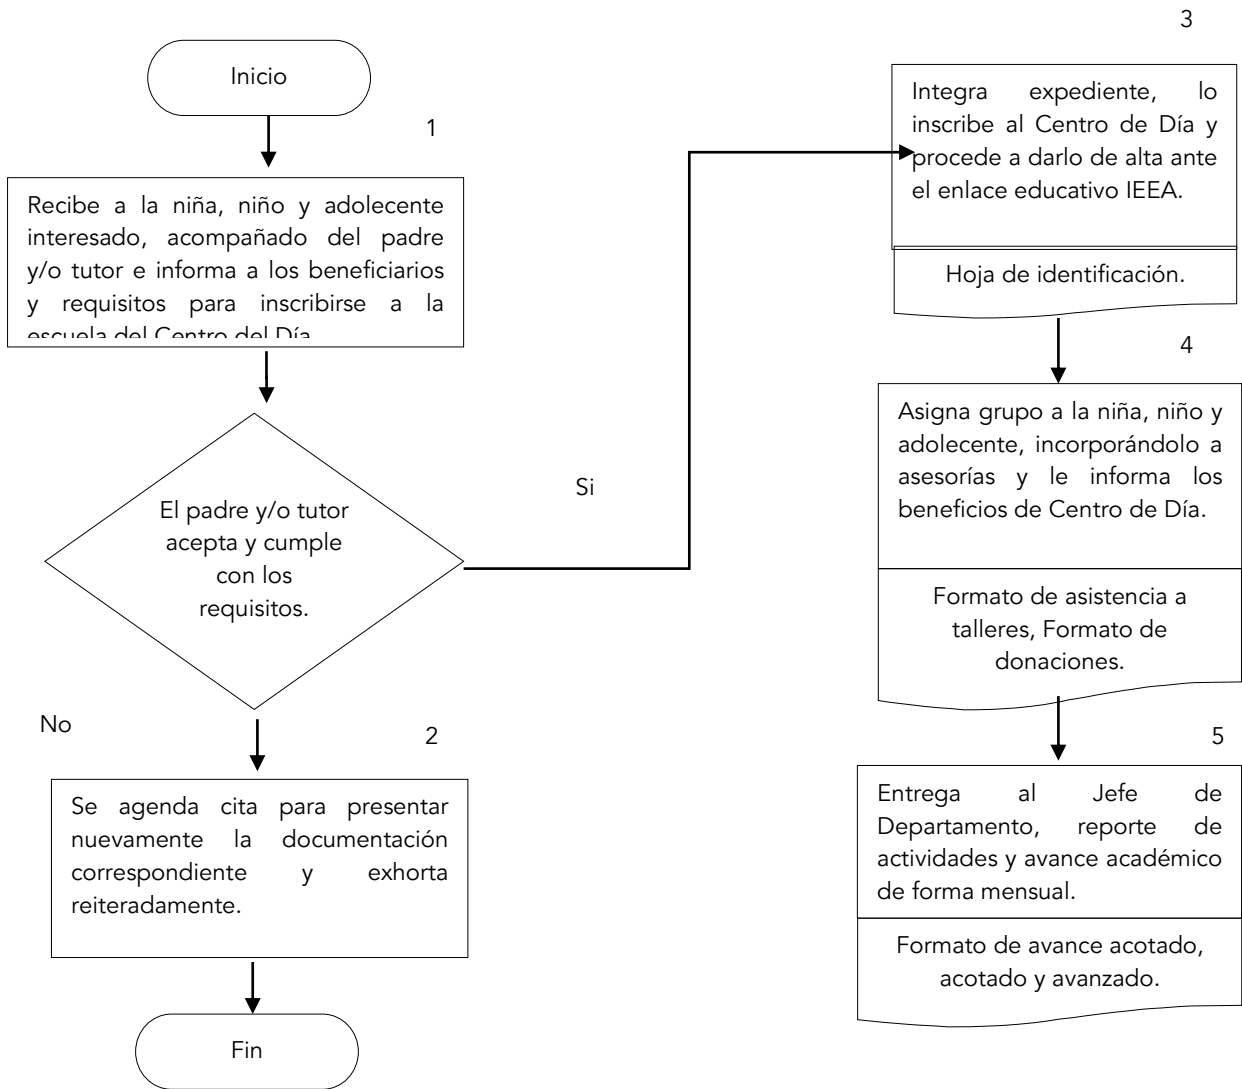 Inicio
1
Recibe a la niña, niño y adolecente
interesado, acompañado del padre
y/o tutor e informa a los beneficiarios
y requisitos para inscribirse a la
escuela del Centro del Día
El padre y/o tutor
acepta y cumple
con los
requisitos.
Si
No
2
Se agenda cita para presentar
nuevamente la documentación
correspondiente y exhorta
reiteradamente.
Fin
3
Integra expediente, lo
inscribe al Centro de Día y
procede a darlo de alta ante
el enlace educativo IEEA.
Hoja de identificación.
4
Asigna grupo a la niña, niño y
adolecente, incorporándolo a
asesorías y le informa los
beneficios de Centro de Día.
Formato de asistencia a
talleres, Formato de
donaciones.
5
Entrega al Jefe de
Departamento, reporte de
actividades y avance académico
de forma mensual.
Formato de avance acotado,
acotado y avanzado.